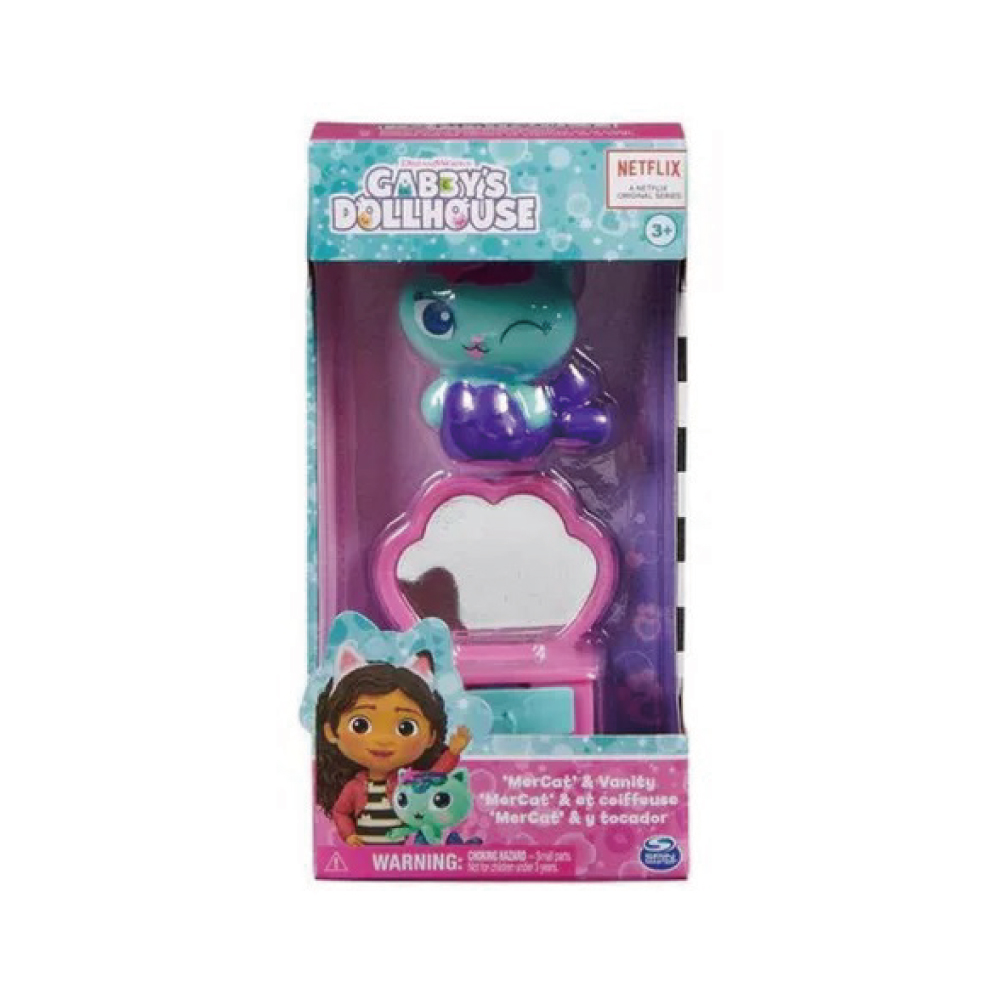 DreamWorks
GABBY'S
DOLLHOUSE
NETFLIX
A NETFLIX
ORIGINAL SERIES
3+
'MerCat' & Vanity
'MerCat' & et coiffeuse
'MerCat' & y tocador
WARNING: CHOKING HAZARD – Small parts.
Not for children under 3 years.
SPIN